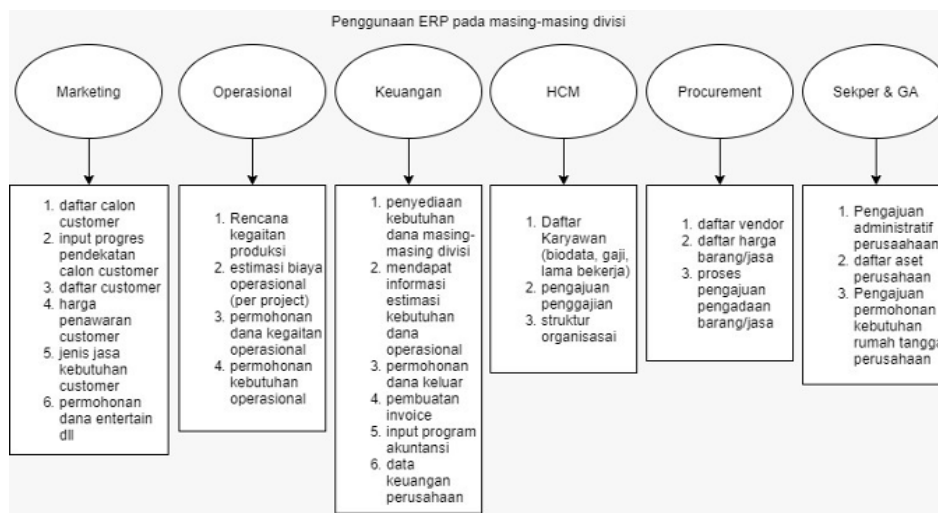 Penggunaan ERP pada masing-masing divisi
Marketing
Operasional
Keuangan
HCM
Procurement
Sekper & GA
1. daftar calon
customer
2. input progres
pendekatan
calon customer
3. daftar customer
4. harga
penawaran
customer
5. jenis jasa
kebutuhan
customer
6. permohonan
dana entertain
dll
1. Rencana
kegaitan
produksi
2. estimasi biaya
operasional
(per project)
3. permohonan
dana kegaitan
operasional
4. permohonan
kebutuhan
operasional
1. penyediaan
kebutuhan
dana masing-
masing divisi
2. mendapat
informasi
estimasi
kebutuhan
dana
operasional
3. permohonan
dana keluar
4. pembuatan
invoice
5. input program
akuntansi
6. data
keuangan
perusahaan
1. Daftar
Karyawan
(biodata, gaji,
lama bekerja)
2. pengajuan
penggajian
3. struktur
organisasai
1. daftar vendor
2. daftar harga
barang/jasa
3. proses
pengajuan
pengadaan
barang/jasa
1. Pengajuan
administratif
perusaahaan
2. daftar aset
perusahaan
3. Pengajuan
permohonan
kebutuhan
rumah tangga
perusahaan